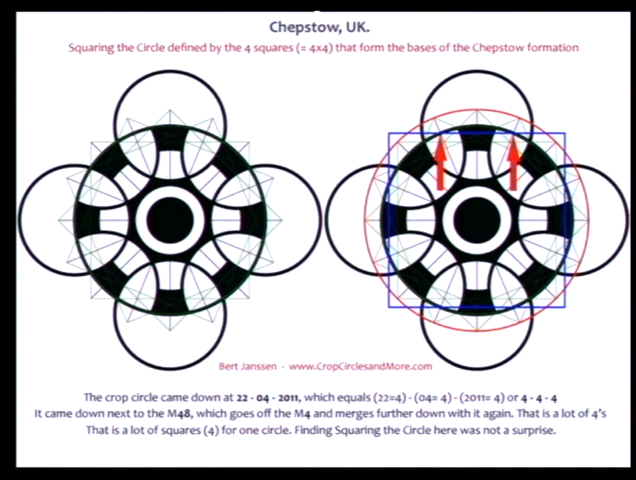 Chepstow, UK.
Squaring the Circle defined by the 4 squares (= 4x4) that form the bases of the Chepstow formation
Bert Janssen - www.CropCirclesandMore.com
The crop circle came down at 22 - 04 - 2011, which equals (22=4) - (04= 4) - (2011= 4) or 4 - 4 - 4
It came down next to the M48, which goes off the M4 and merges further down with it again. That is a lot of 4's
That is a lot of squares (4) for one circle. Finding Squaring the Circle here was not a surprise.